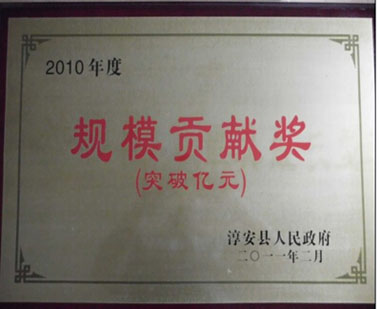 2010年度
规模贡献奖
(突破亿元)
淳安县人民政府
二〇一一年二月